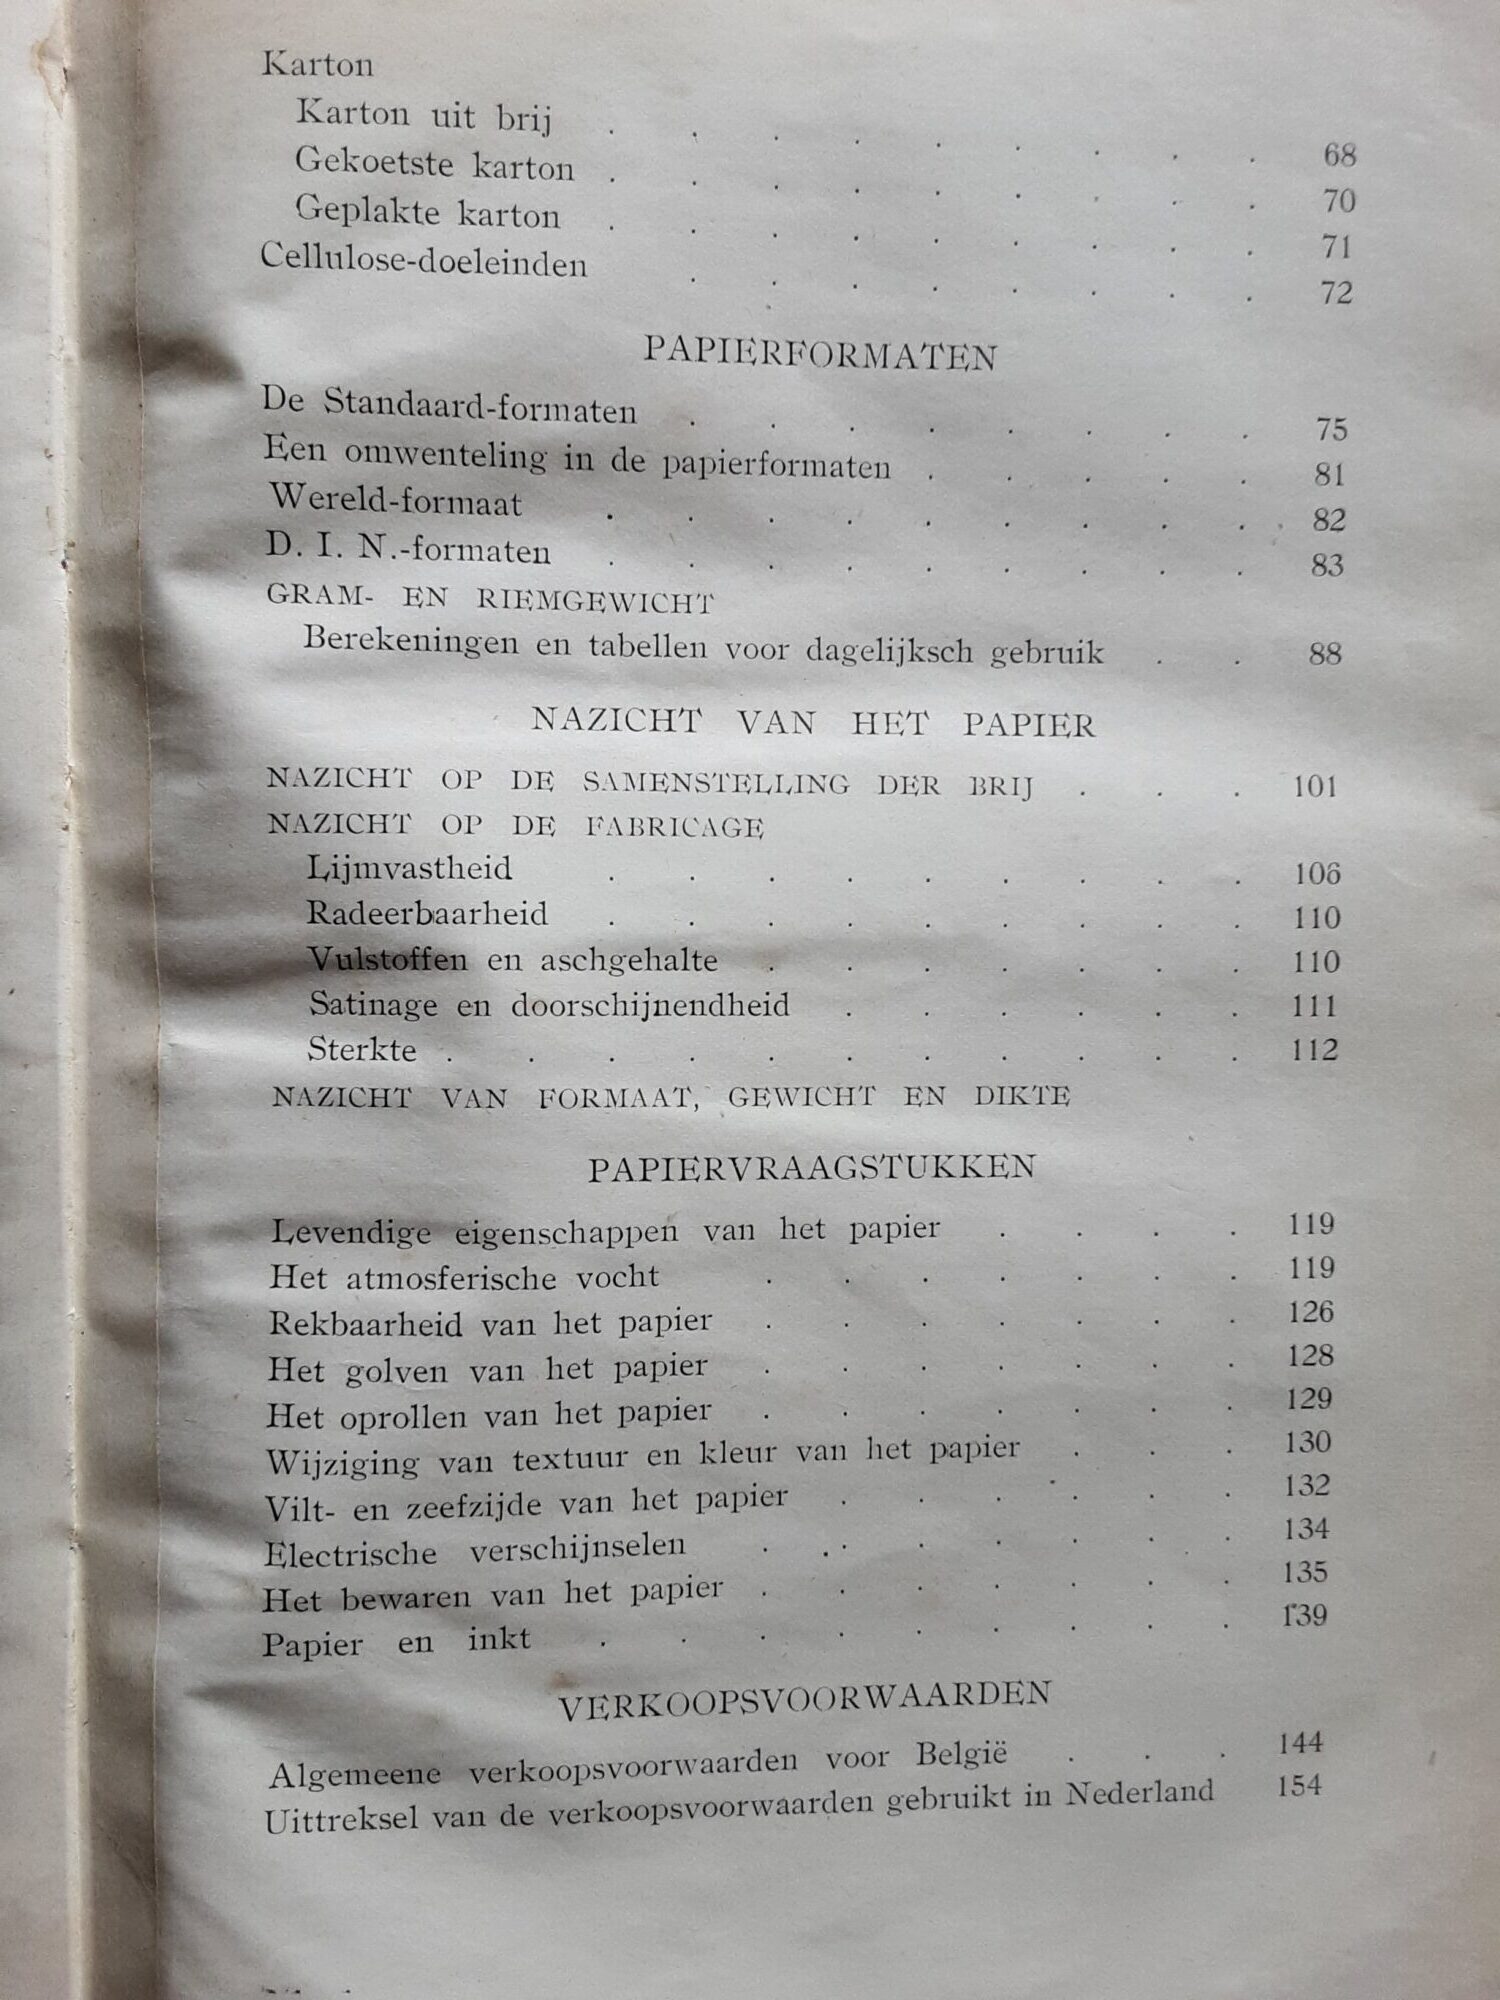 Karton
Karton uit brij . . . . . . . . . 68
Gekoetste karton . . . . . . . . . 70
Geplakte karton . . . . . . . . . 71
Cellulose-doeleinden . . . . . . . . 72
PAPIERFORMATEN
De Standaard-formaten . . . . . . . . 75
Een omwenteling in de papierformaten . . . . . 81
Wereld-formaat . . . . . . . . . 82
D. I. N.-formaten . . . . . . . . . 83
GRAM- EN RIEMGEWICHT
Berekeningen en tabellen voor dagelijksch gebruik . . 88
NAZICHT VAN HET PAPIER
NAZICHT OP DE SAMENSTELLING DER BRIJ . . . 101
NAZICHT OP DE FABRICAGE
Lijmvastheid . . . . . . . . . 106
Radeerbaarheid . . . . . . . . . 110
Vulstoffen en aschgehalte . . . . . . . 110
Satinage en doorschijnendheid . . . . . . 111
Sterkte . . . . . . . . . . . 112
NAZICHT VAN FORMAAT, GEWICHT EN DIKTE
PAPIERVRAAGSTUKKEN
Levendige eigenschappen van het papier . . . . 119
Het atmosferische vocht . . . . . . . 119
Rekbaarheid van het papier . . . . . . . 126
Het golven van het papier . . . . . . . 128
Het oprollen van het papier . . . . . . . 129
Wijziging van textuur en kleur van het papier . . . 130
Vilt- en zeefzijde van het papier . . . . . . 132
Electrische verschijnselen . . . . . . . 134
Het bewaren van het papier . . . . . . . 135
Papier en inkt . . . . . . . . . 139
VERKOOPSVOORWAARDEN
Algemeene verkoopsvoorwaarden voor België . . . 144
Uittreksel van de verkoopsvoorwaarden gebruikt in Nederland 154